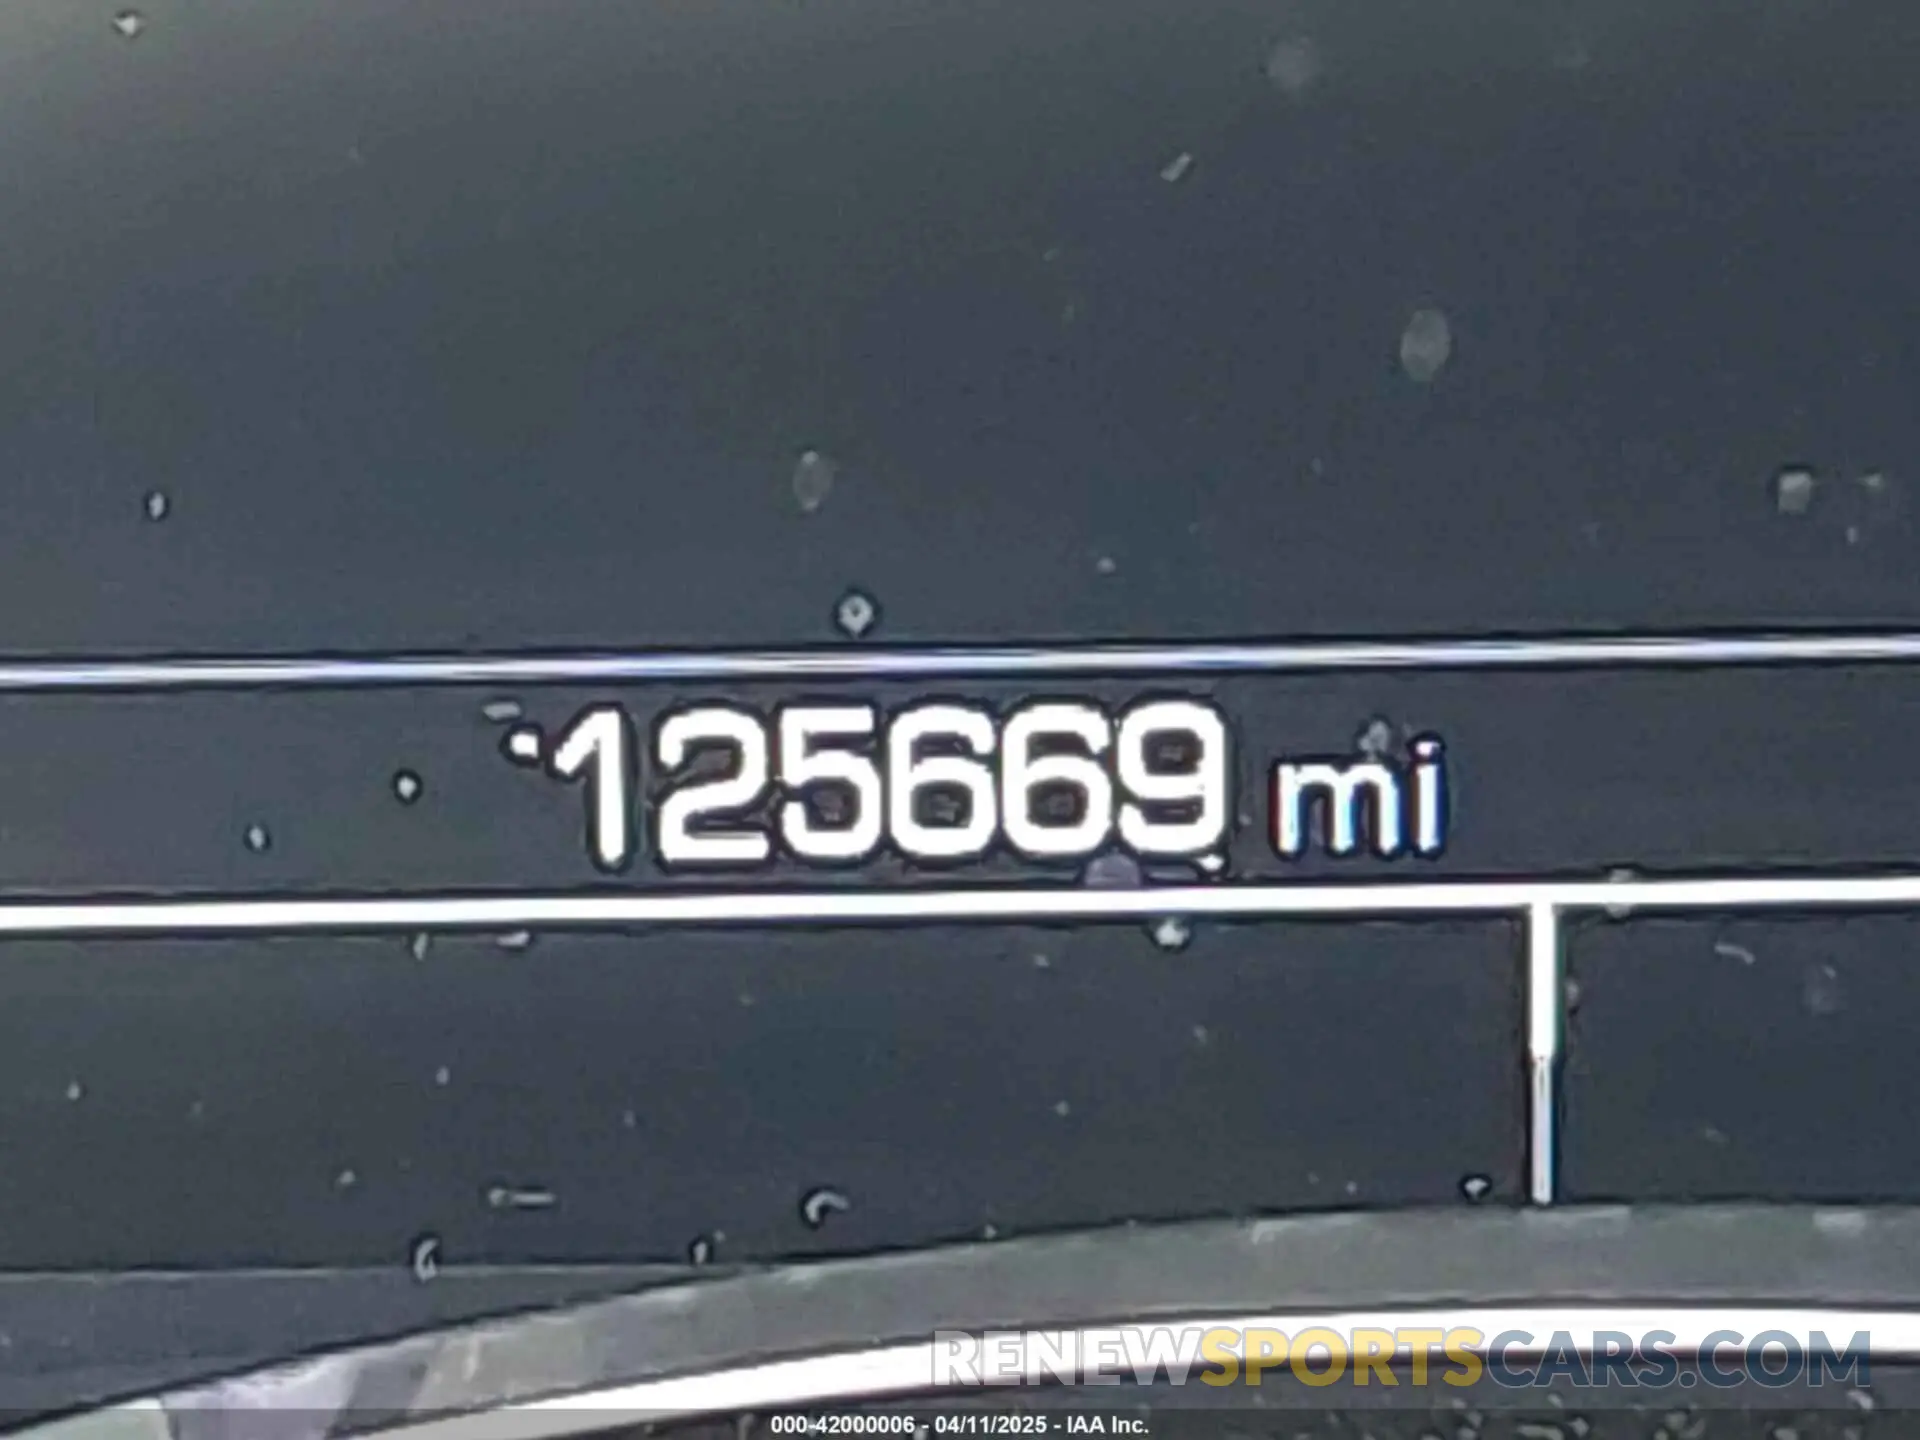 125669 mi
RENEWSPORTSCARS.COM
000-42000006 - 04/11/2025 - IAA Inc.